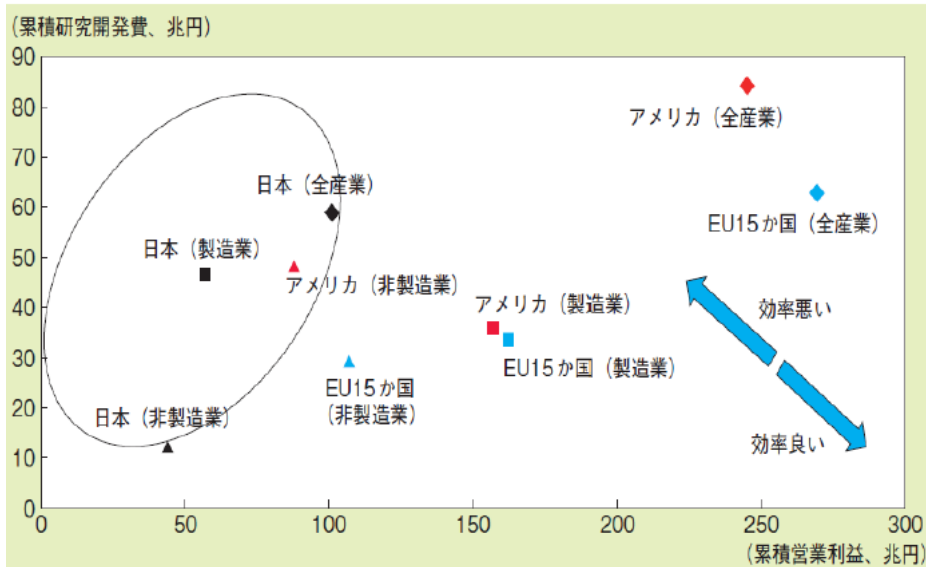 (累積研究開発費、兆円)
90
80
70
60
50
40
30
20
10
0
アメリカ（全産業）
日本（全産業）
EU15か国（全産業）
日本（製造業）
アメリカ（非製造業）
アメリカ（製造業）
効率悪い
EU15か国（製造業）
EU15か国
（非製造業）
日本（非製造業）
効率良い
0 50 100 150 200 250 300
(累積営業利益、兆円)